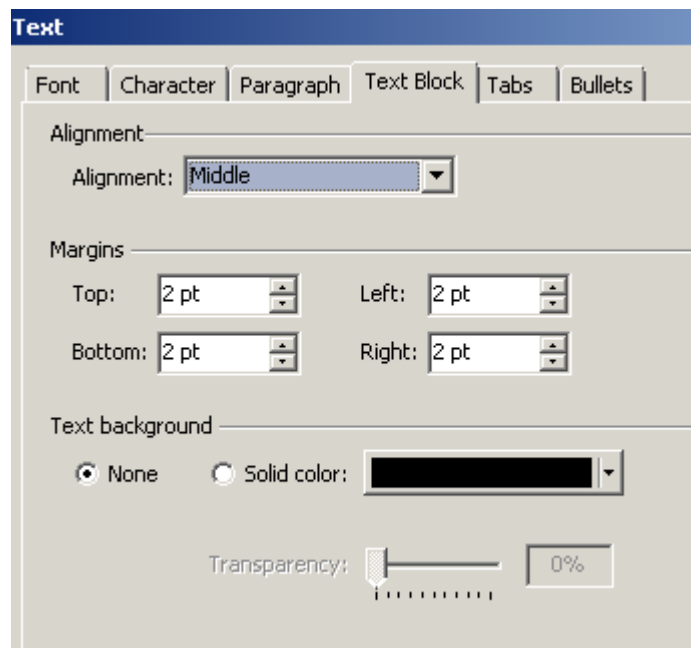 Text
Font Character Paragraph Text Block Tabs Bullets
Alignment
Alignment: Middle
Margins
Top: 2 pt Left: 2 pt
Bottom: 2 pt Right: 2 pt
Text background
None Solid color:
Transparency: 0%